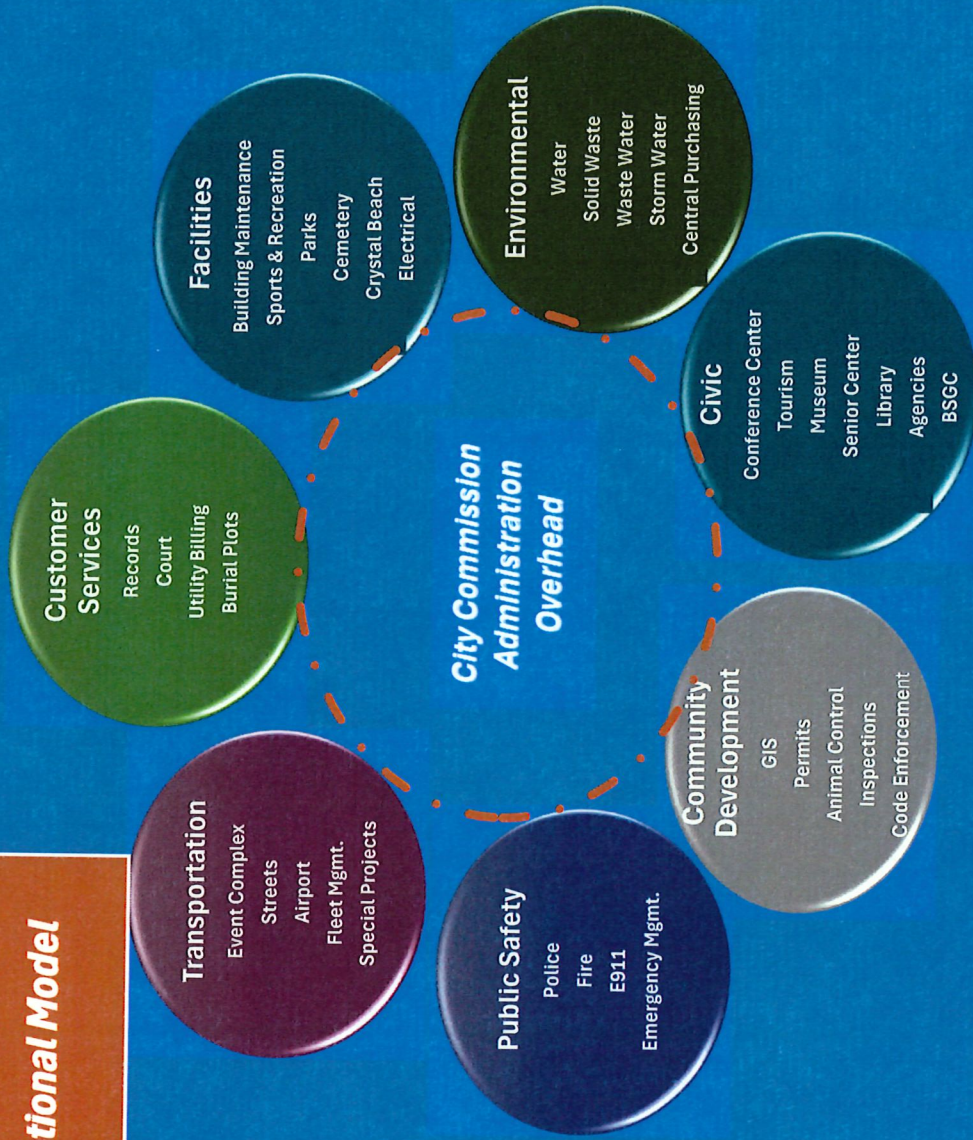 tional Model
Customer
Services
Records
Court
Utility Billing
Burial Plots
Facilities
Building Maintenance
Sports & Recreation
Parks
Cemetery
Crystal Beach
Electrical
Environmental
Water
Solid Waste
Waste Water
Storm Water
Central Purchasing
Civic
Conference Center
Tourism
Museum
Senior Center
Library
Agencies
BSGC
Community
Development
GIS
Permits
Animal Control
Inspections
Code Enforcement
Public Safety
Police
Fire
E911
Emergency Mgmt.
Transportation
Event Complex
Streets
Airport
Fleet Mgmt.
Special Projects
City Commission
Administration
Overhead